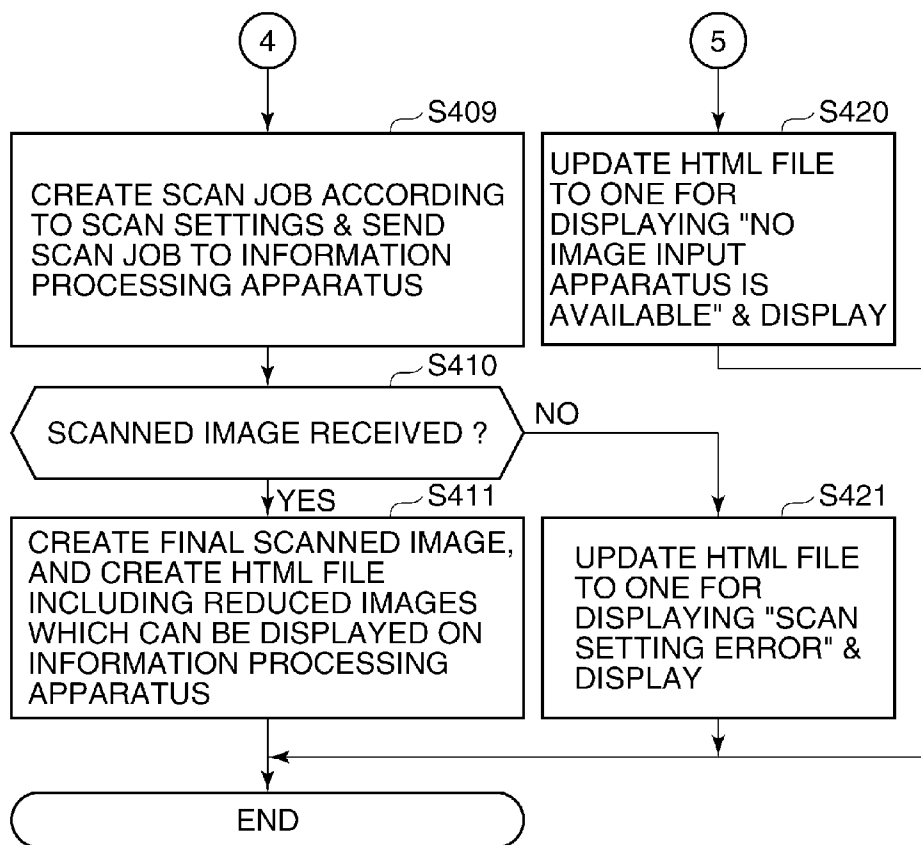 4
5
S409
CREATE SCAN JOB ACCORDING
TO SCAN SETTINGS & SEND
SCAN JOB TO INFORMATION
PROCESSING APPARATUS
S420
UPDATE HTML FILE
TO ONE FOR
DISPLAYING "NO
IMAGE INPUT
APPARATUS IS
AVAILABLE" & DISPLAY
S410
SCANNED IMAGE RECEIVED ?
NO
YES
S411
CREATE FINAL SCANNED IMAGE,
AND CREATE HTML FILE
INCLUDING REDUCED IMAGES
WHICH CAN BE DISPLAYED ON
INFORMATION PROCESSING
APPARATUS
S421
UPDATE HTML FILE
TO ONE FOR
DISPLAYING "SCAN
SETTING ERROR" &
DISPLAY
END